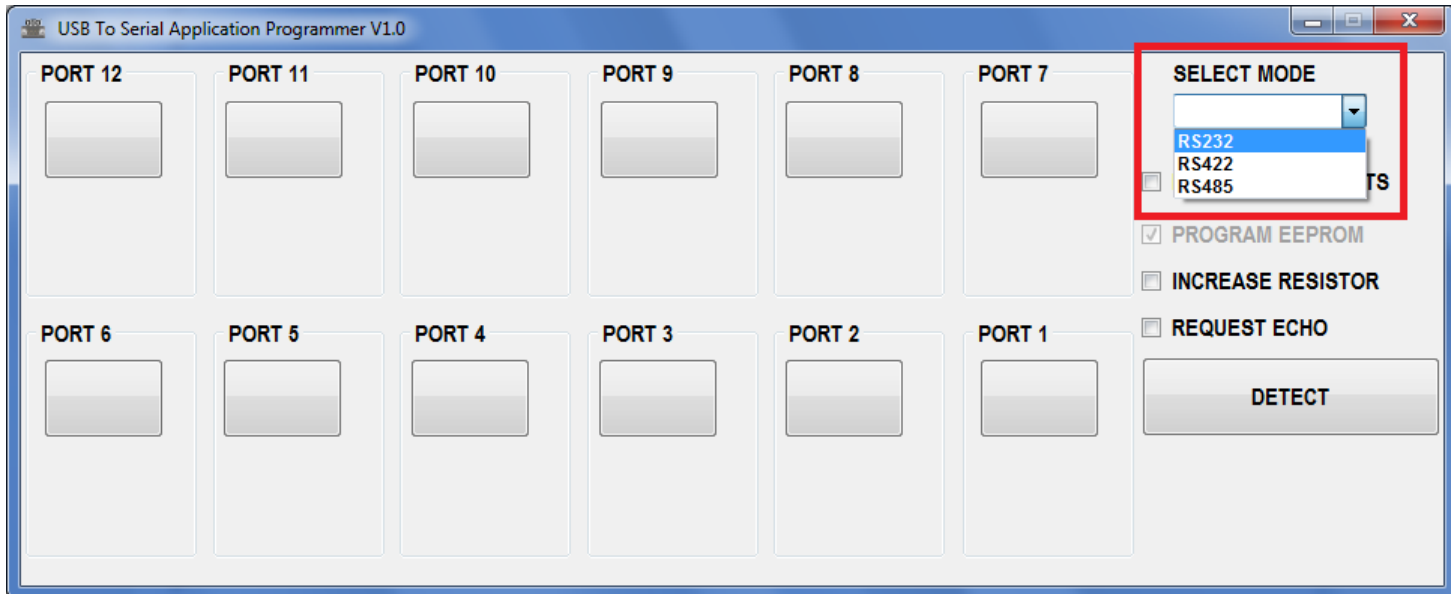 USB To Serial Application Programmer V1.0
PORT 12 PORT 11 PORT 10 PORT 9 PORT 8 PORT 7 SELECT MODE
RS232
RS422
RS485
PROGRAM EEPROM
INCREASE RESISTOR
PORT 6 PORT 5 PORT 4 PORT 3 PORT 2 PORT 1 REQUEST ECHO
DETECT